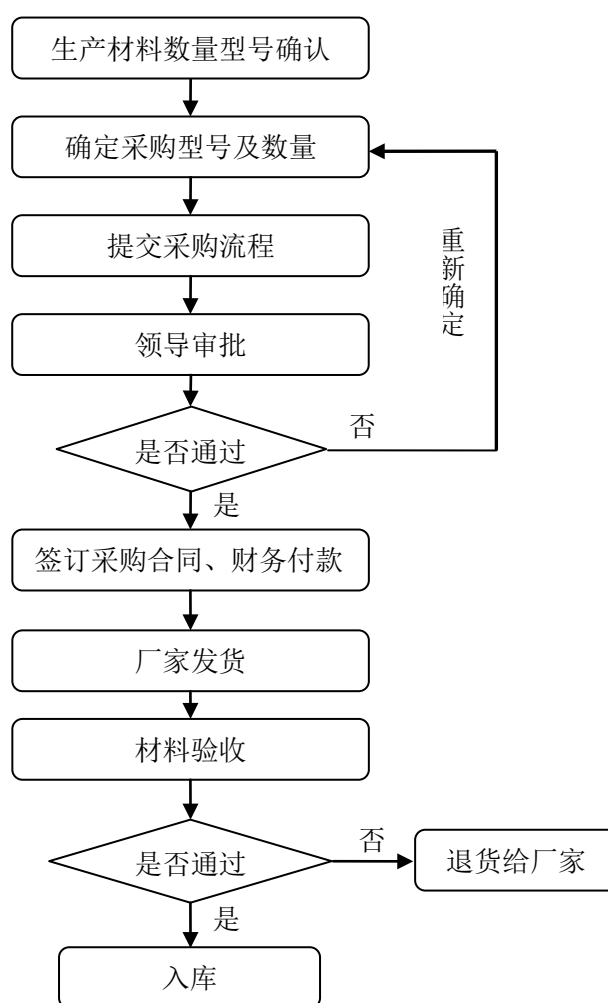 生产材料数量型号确认
确定采购型号及数量
提交采购流程
重新确定
领导审批
是否通过
否
是
签订采购合同、财务付款
厂家发货
材料验收
是否通过
否
退货给厂家
是
入库